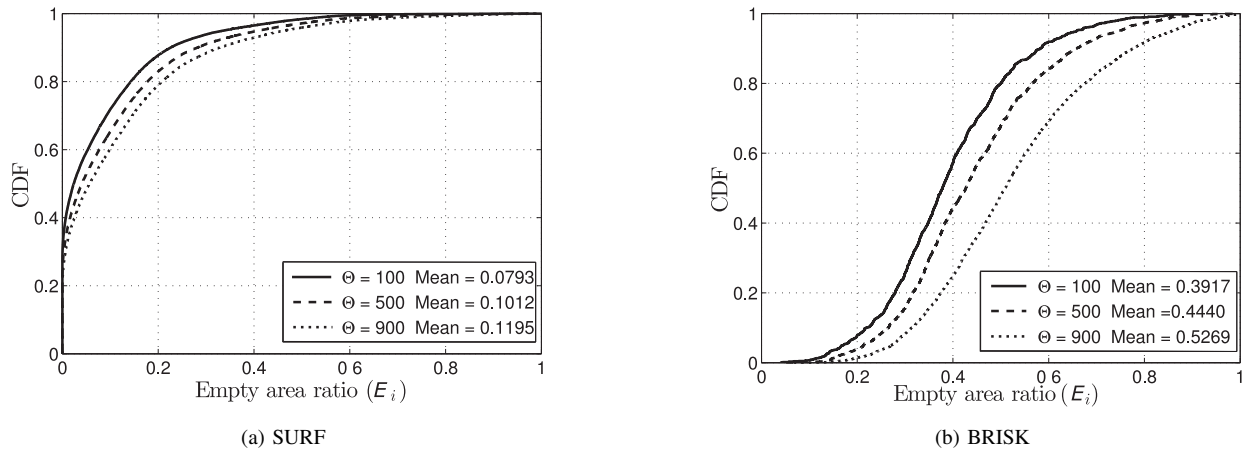 1
0.8
0.6
0.4
0.2
0
0 0.2 0.4 0 6 0.8 1
CDF
Empty area ratio (E i)
Θ = 100 Mean = 0.0793
Θ = 500 Mean = 0.1012
Θ = 900 Mean = 0.1195
(a) SURF
1
0.8
0.6
0.4
0.2
0
0 0.2 0.4 0.6 0.8 1
CDF
Empty area ratio (E i)
Θ = 100 Mean = 0.3917
Θ = 500 Mean =0.4440
Θ = 900 Mean = 0.5269
(b) BRISK